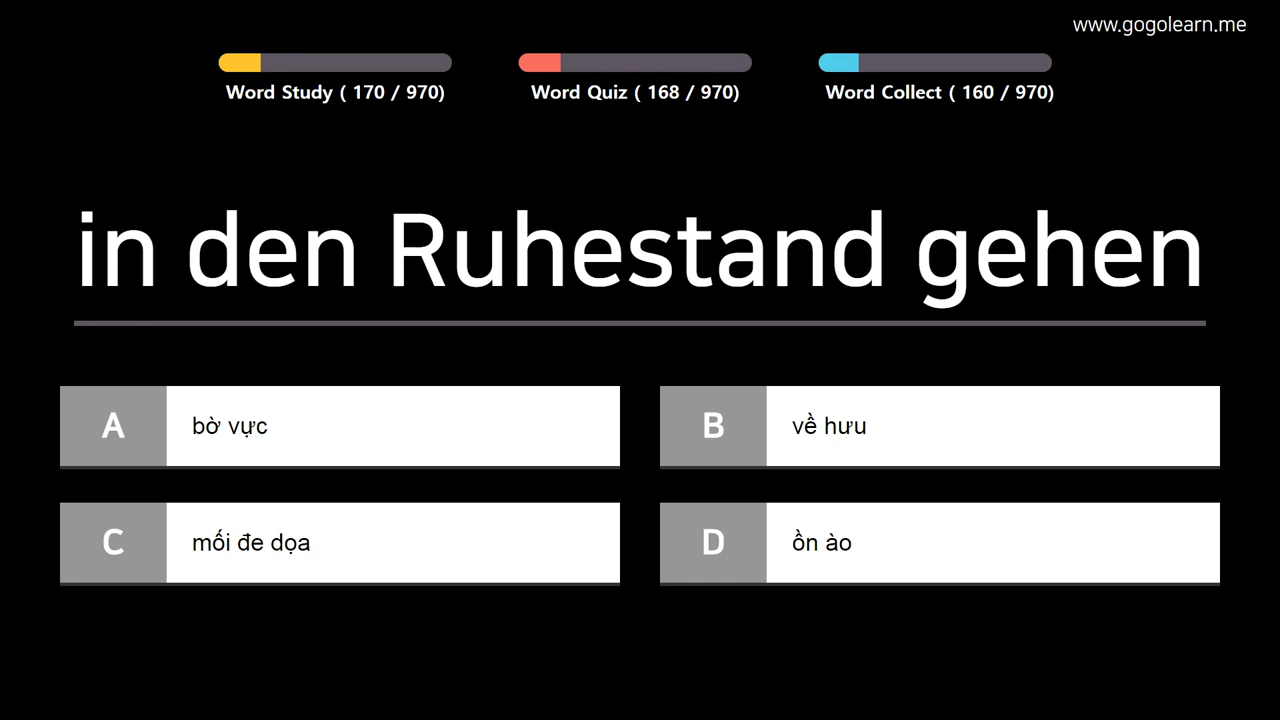 www.gogolearn.me
Word Study ( 170 / 970)
Word Quiz ( 168 / 970)
Word Collect ( 160 / 970)
in den Ruhestand gehen
A bờ vực
B về hưu
C mối đe dọa
D ồn ào